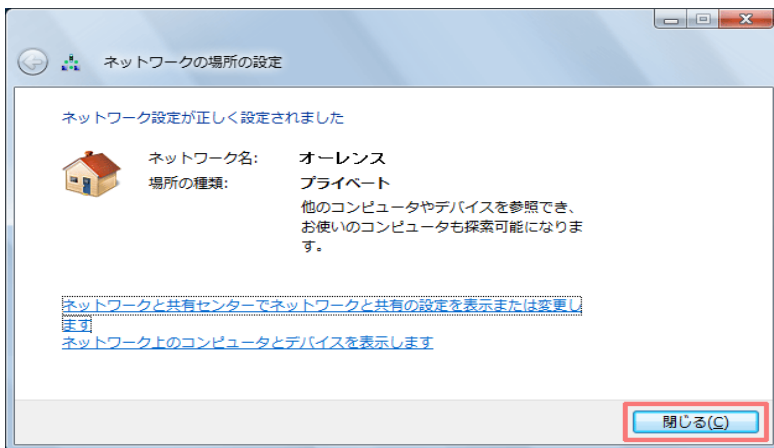 ネットワークの場所の設定
ネットワーク設定が正しく設定されました
ネットワーク名: オーレンス
場所の種類: プライベート
他のコンピュータやデバイスを参照でき、
お使いのコンピュータも探索可能になりま
す。
ネットワークと共有センターでネットワークと共有の設定を表示または変更し
ます
ネットワーク上のコンピュータとデバイスを表示します
閉じる(C)